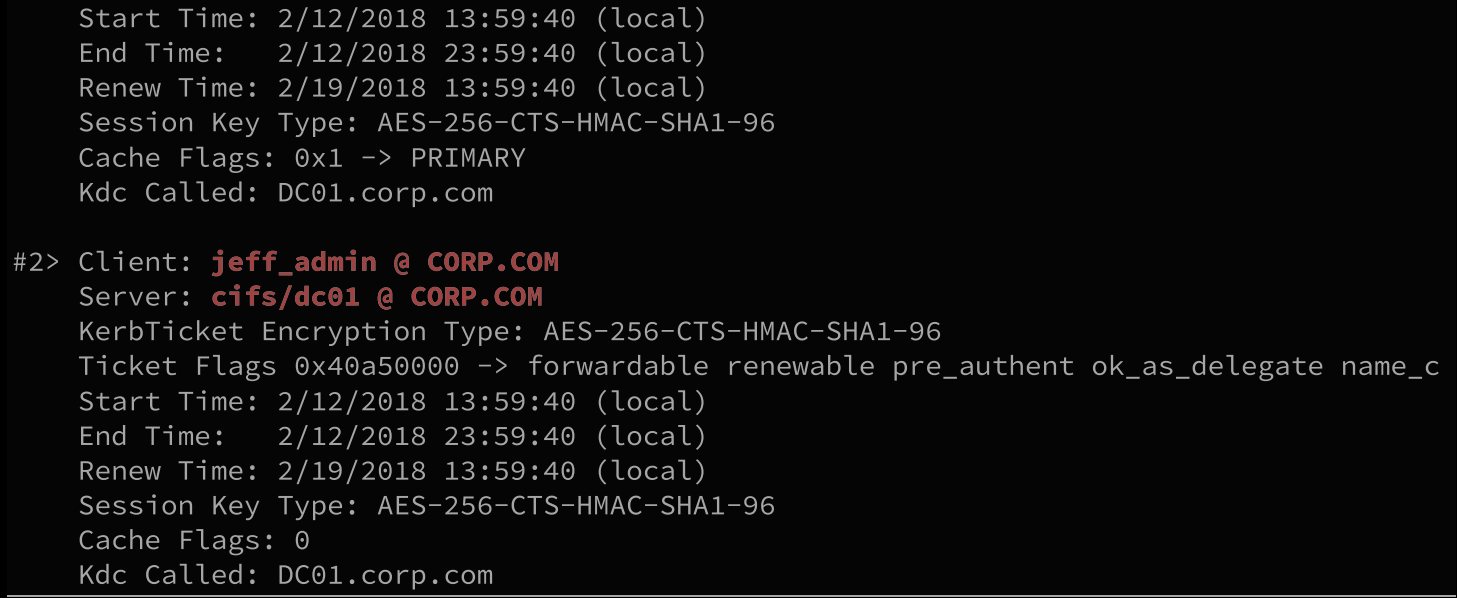 Start Time: 2/12/2018 13:59:40 (local)
End Time:   2/12/2018 23:59:40 (local)
Renew Time: 2/19/2018 13:59:40 (local)
Session Key Type: AES-256-CTS-HMAC-SHA1-96
Cache Flags: 0x1 -> PRIMARY
Kdc Called: DC01.corp.com
#2> Client: jeff_admin @ CORP.COM
Server: cifs/dc01 @ CORP.COM
KerbTicket Encryption Type: AES-256-CTS-HMAC-SHA1-96
Ticket Flags 0x40a50000 -> forwardable renewable pre_authent ok_as_delegate name_c
Start Time: 2/12/2018 13:59:40 (local)
End Time:   2/12/2018 23:59:40 (local)
Renew Time: 2/19/2018 13:59:40 (local)
Session Key Type: AES-256-CTS-HMAC-SHA1-96
Cache Flags: 0
Kdc Called: DC01.corp.com